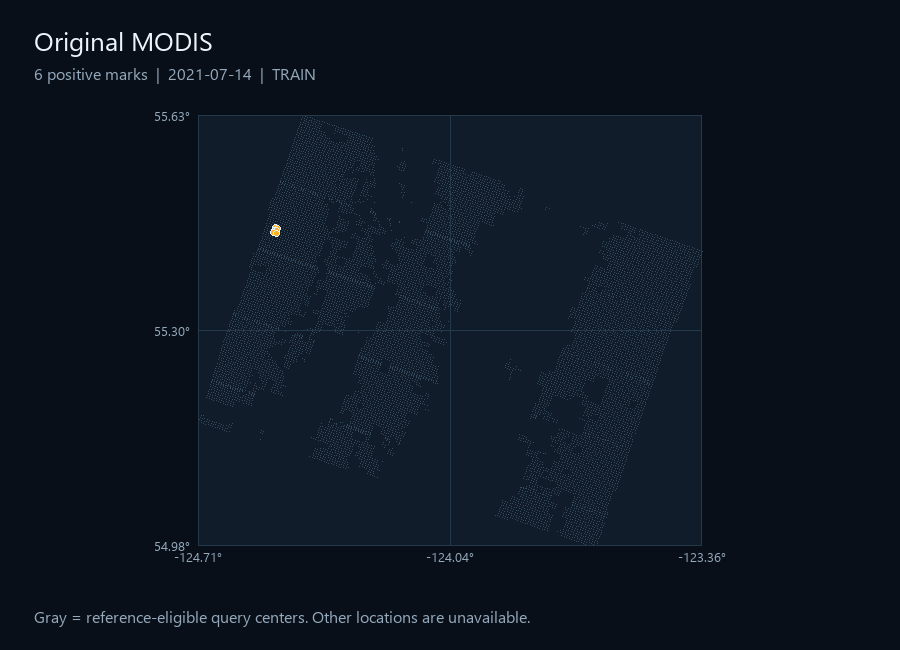 Original MODIS
6 positive marks | 2021-07-14 | TRAIN
55.63°
55.30°
54.98°
-124.71°
-124.04°
-123.36°
Gray = reference-eligible query centers. Other locations are unavailable.